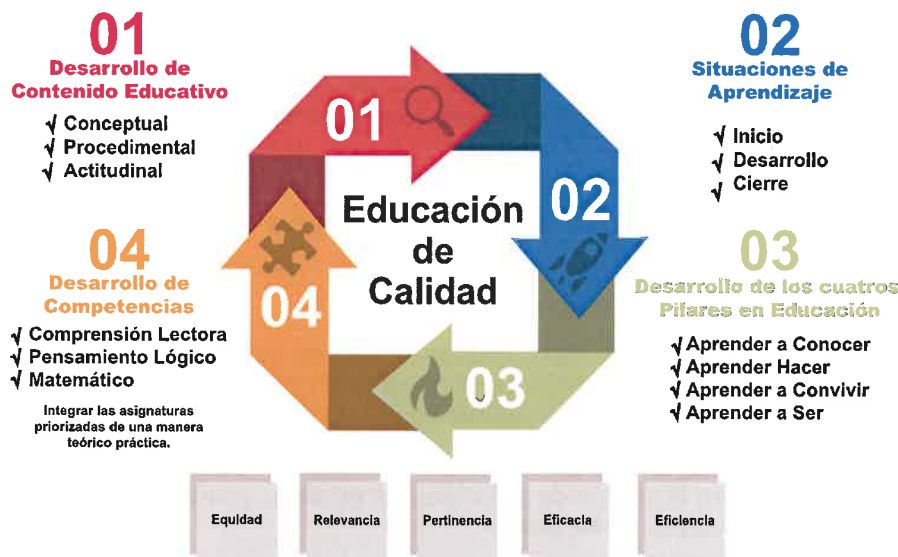 01
Desarrollo de
Contenido Educativo
√ Conceptual
√ Procedimental
√ Actitudinal
02
Situaciones de
Aprendizaje
√ Inicio
√ Desarrollo
√ Cierre
01
02
03
04
Educación
de
Calidad
04
Desarrollo de
Competencias
√ Comprensión Lectora
√ Pensamiento Lógico
√ Matemático
Integrar las asignaturas
priorizadas de una manera
teórico práctica.
03
Desarrollo de los cuatros
Pilares en Educación
√ Aprender a Conocer
√ Aprender Hacer
√ Aprender a Convivir
√ Aprender a Ser
Equidad
Relevancia
Pertinencia
Eficacia
Eficiencia